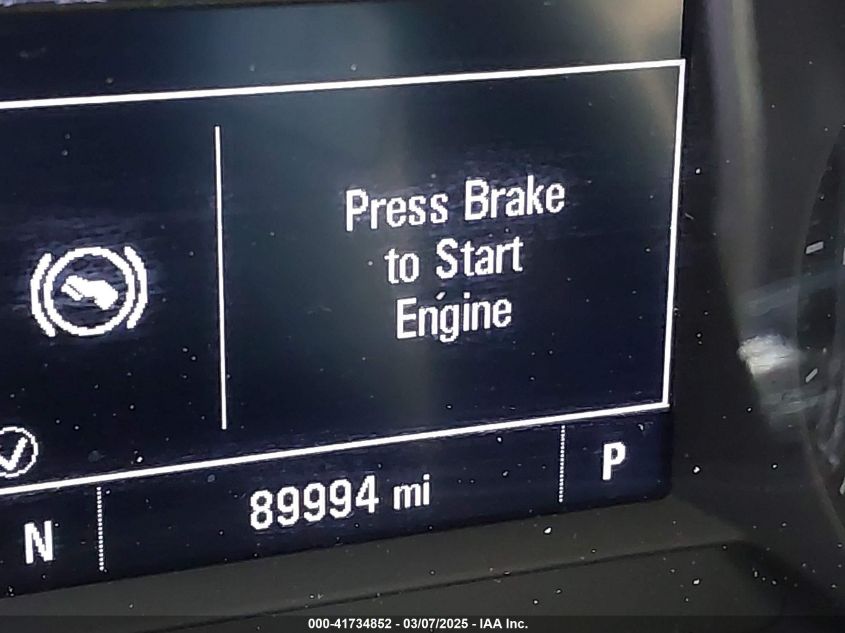 Press Brake
to Start
Engine
N
89994 mi
P
000-41734852 - 03/07/2025 - IAA Inc.